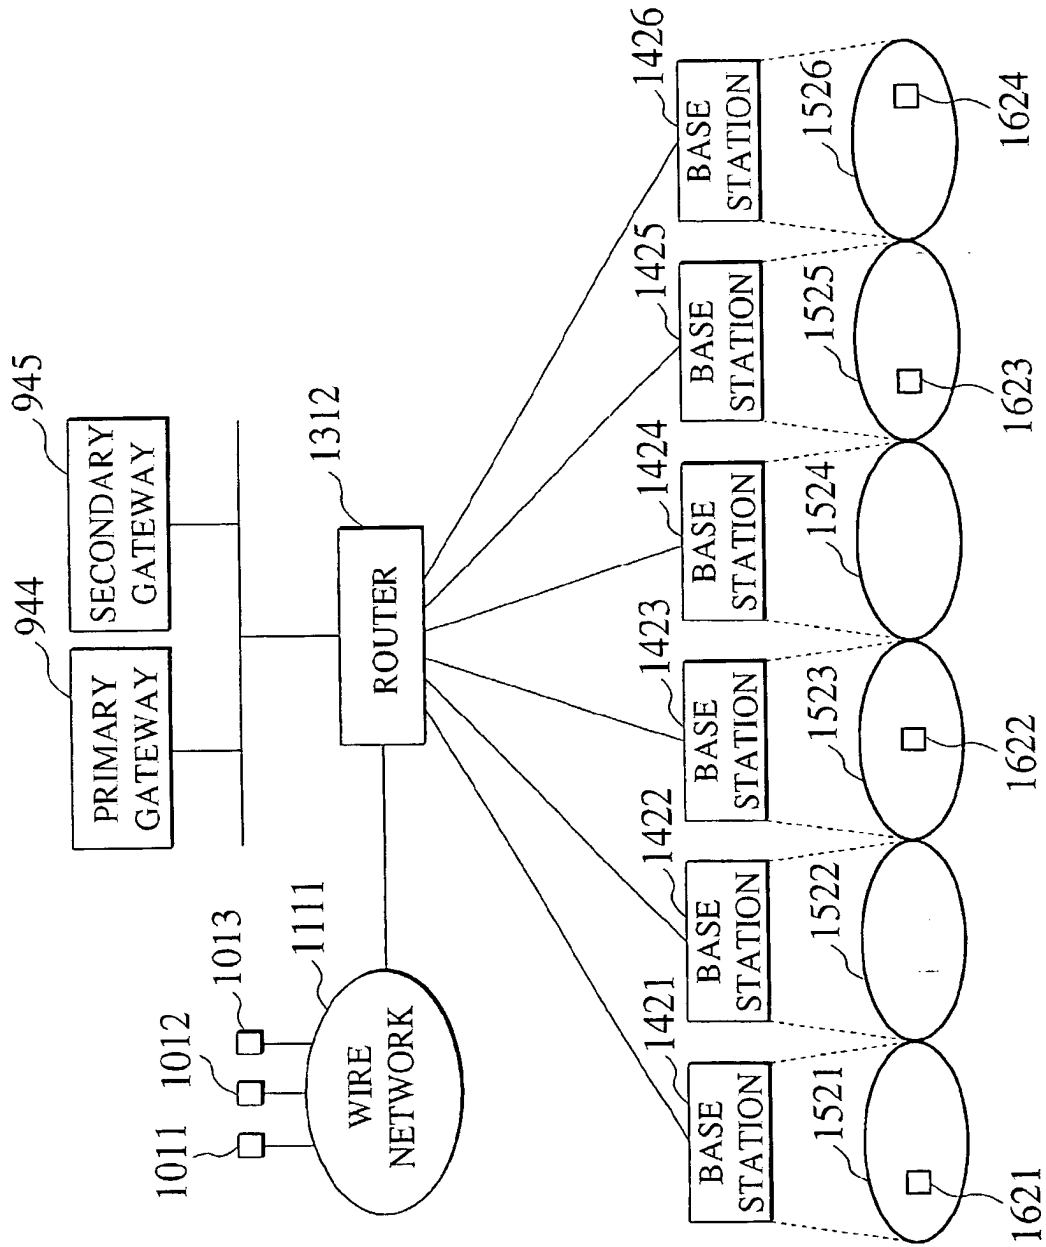 944
PRIMARY
GATEWAY
945
SECONDARY
GATEWAY
1011
1012
1013
1111
WIRE
NETWORK
1312
ROUTER
1421
BASE
STATION
1422
BASE
STATION
1423
BASE
STATION
1424
BASE
STATION
1425
BASE
STATION
1426
BASE
STATION
1521
1522
1523
1524
1525
1526
1621
1622
1623
1624